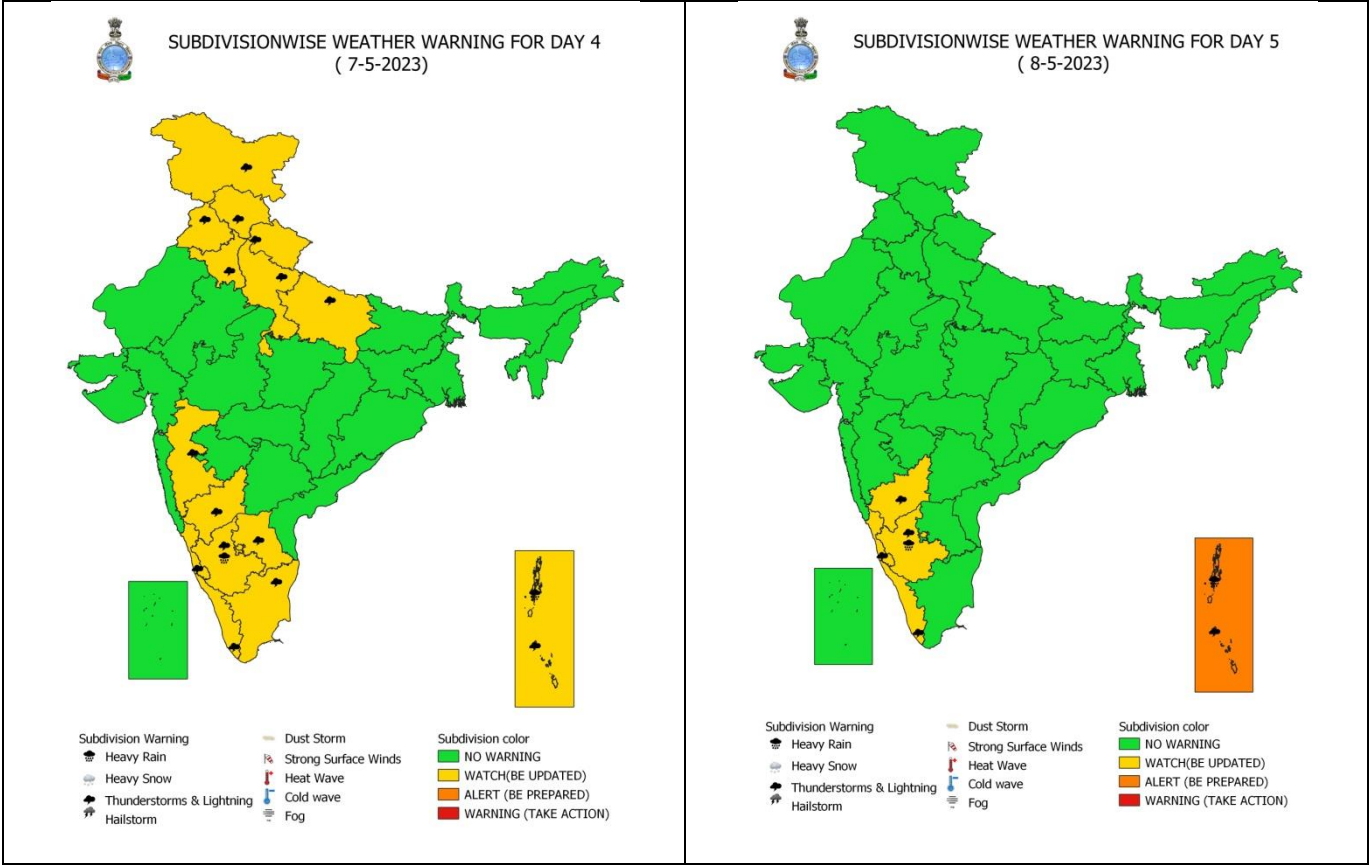 SUBDIVISIONWISE WEATHER WARNING FOR DAY 4
( 7-5-2023)
Subdivision Warning
Heavy Rain
Heavy Snow
Thunderstorms & Lightning
Hailstorm
Dust Storm
Strong Surface Winds
Heat Wave
Cold wave
Fog
Subdivision color
NO WARNING
WATCH(BE UPDATED)
ALERT (BE PREPARED)
WARNING (TAKE ACTION)
SUBDIVISIONWISE WEATHER WARNING FOR DAY 5
( 8-5-2023)
Subdivision Warning
Heavy Rain
Heavy Snow
Thunderstorms & Lightning
Hailstorm
Dust Storm
Strong Surface Winds
Heat Wave
Cold wave
Fog
Subdivision color
NO WARNING
WATCH(BE UPDATED)
ALERT (BE PREPARED)
WARNING (TAKE ACTION)